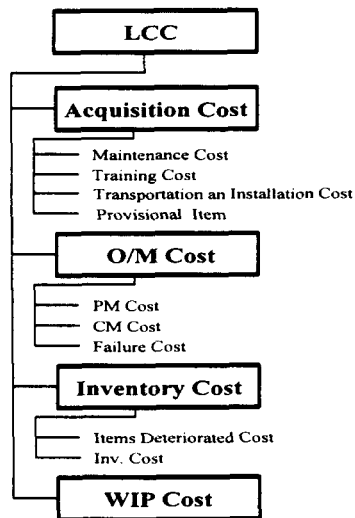 LCC
Acquisition Cost
Maintenance Cost
Training Cost
Transportation an Installation Cost
Provisional Item
O/M Cost
PM Cost
CM Cost
Failure Cost
Inventory Cost
Items Deteriorated Cost
Inv. Cost
WIP Cost